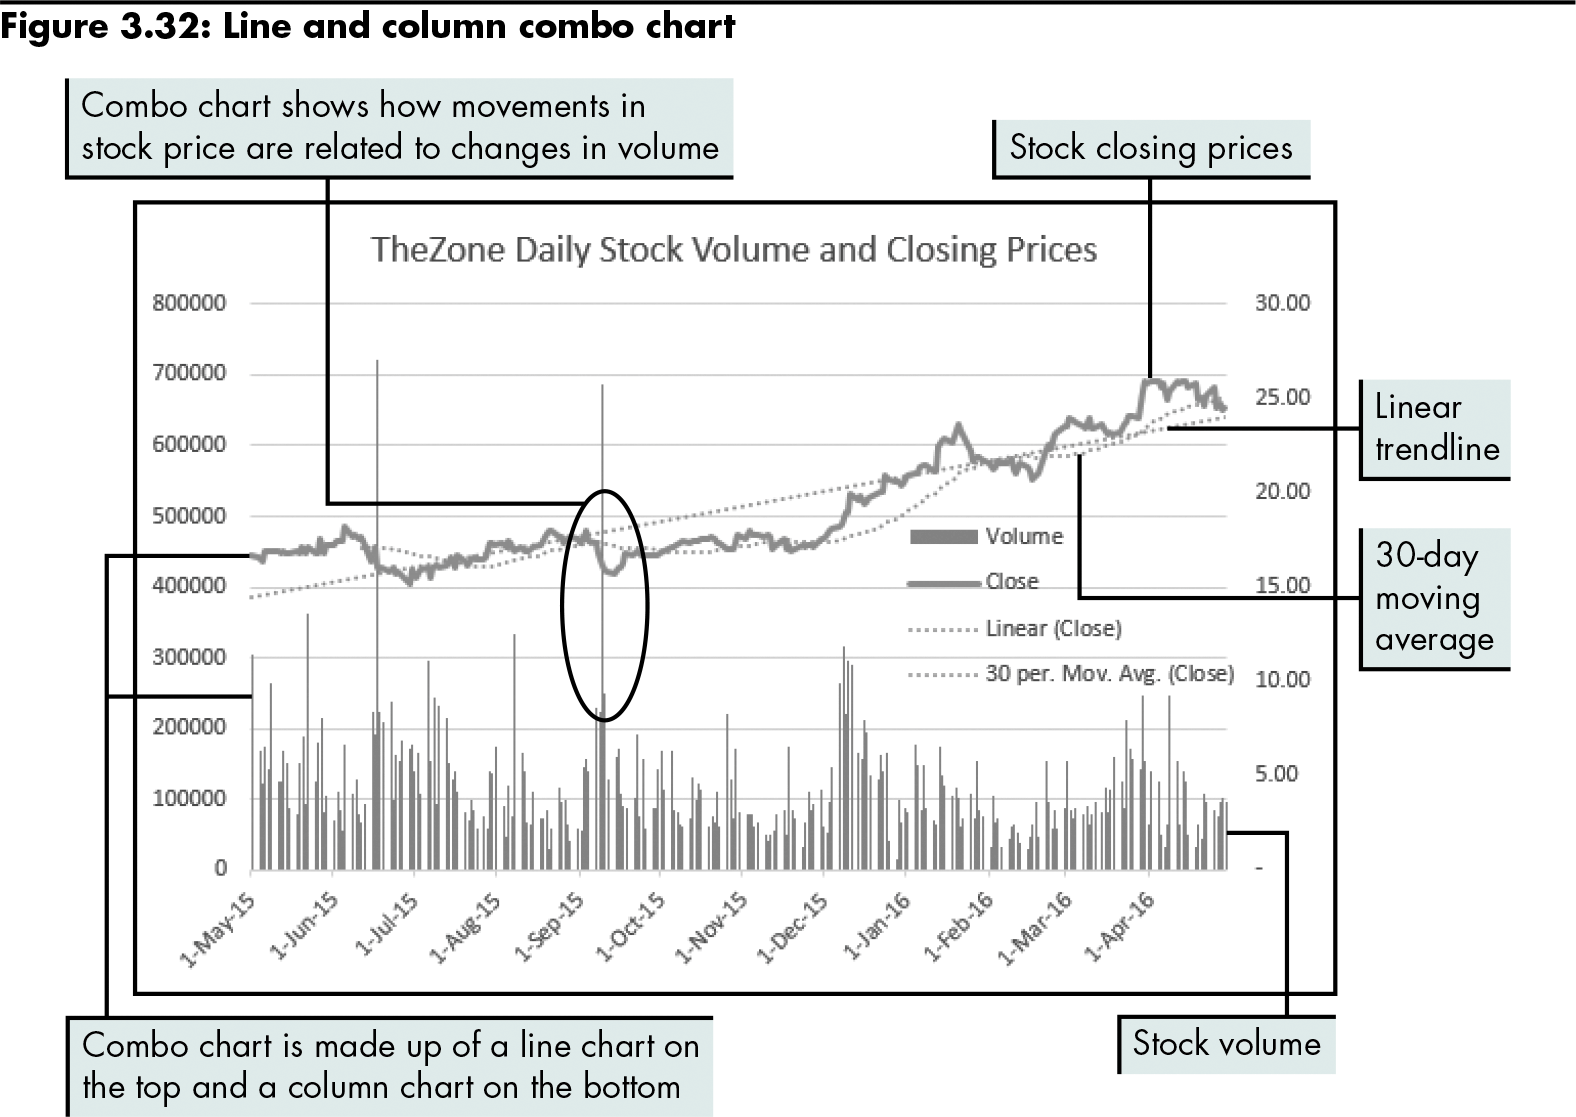 Figure 3.32: Line and column combo chart
Combo chart shows how movements in
stock price are related to changes in volume
Stock closing prices
TheZone Daily Stock Volume and Closing Prices
800000
700000
600000
500000
400000
300000
200000
100000
0
30.00
25.00
20.00
15.00
10.00
5.00
-
Linear
trendline
30-day
moving
average
Volume
Close
Linear (Close)
30 per. Mov. Avg. (Close)
1-May-15
1-Jun-15
1-Jul-15
1-Aug-15
1-Sep-15
1-Oct-15
1-Nov-15
1-Dec-15
1-Jan-16
1-Feb-16
1-Mar-16
1-Apr-16
Combo chart is made up of a line chart on
the top and a column chart on the bottom
Stock volume